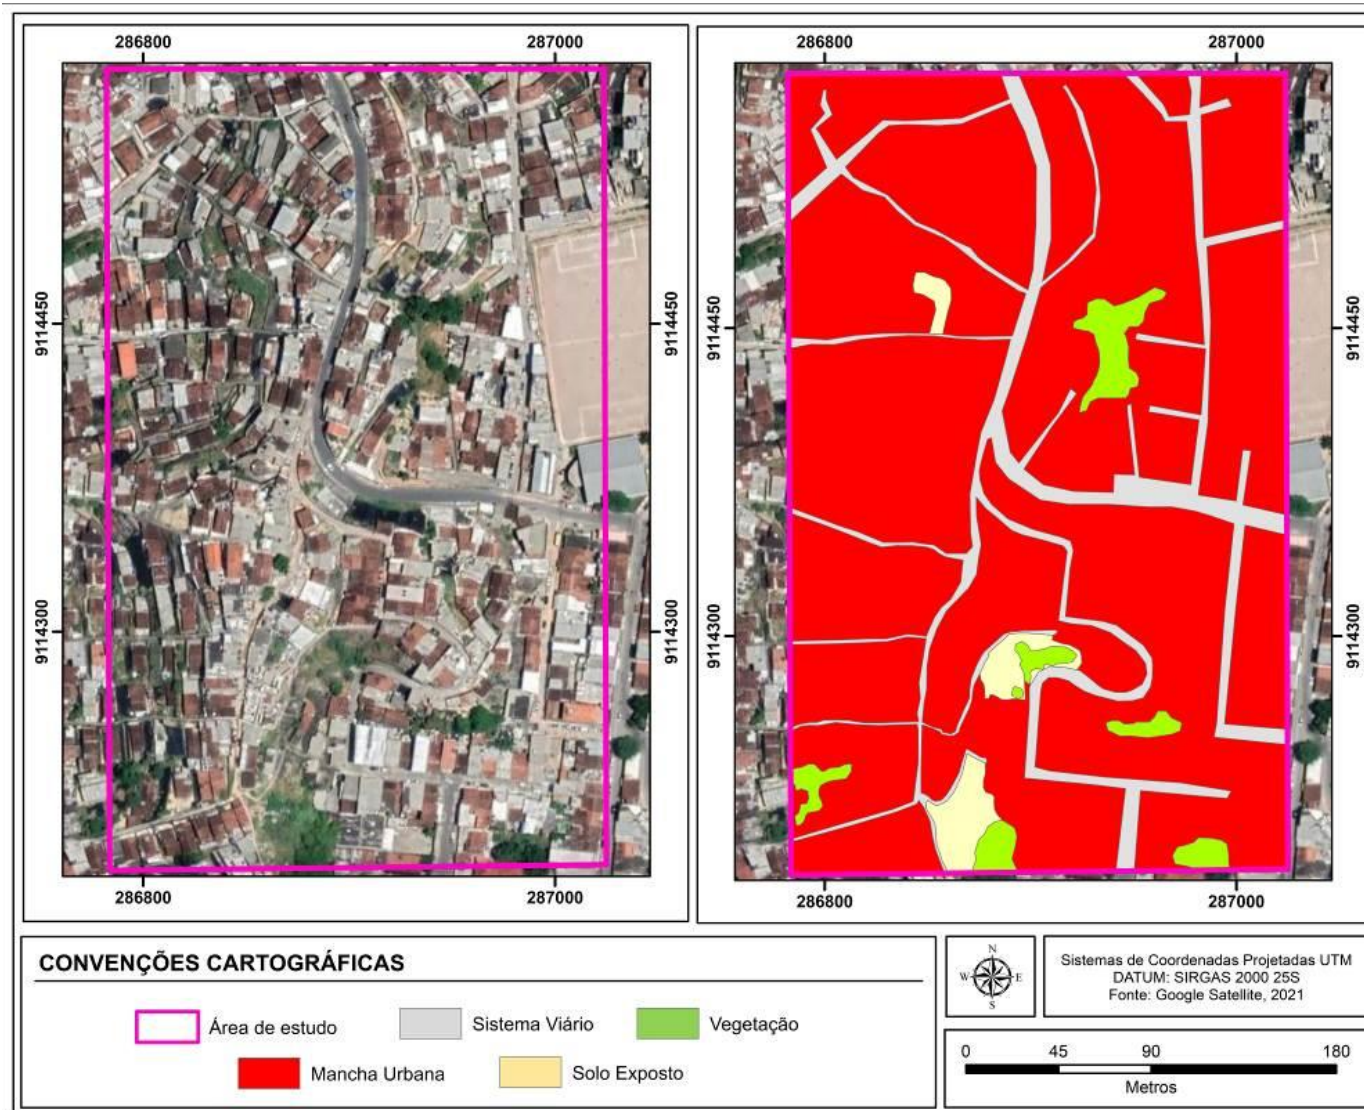 286800
287000
286800
287000
9114450
9114450
9114450
9114450
9114300
9114300
9114300
9114300
286800
287000
286800
287000
CONVENÇÕES CARTOGRÁFICAS
Área de estudo
Sistema Viário
Vegetação
Mancha Urbana
Solo Exposto
N
W
E
S
Sistemas de Coordenadas Projetadas UTM
DATUM: SIRGAS 2000 25S
Fonte: Google Satellite, 2021
0 45 90 180
Metros